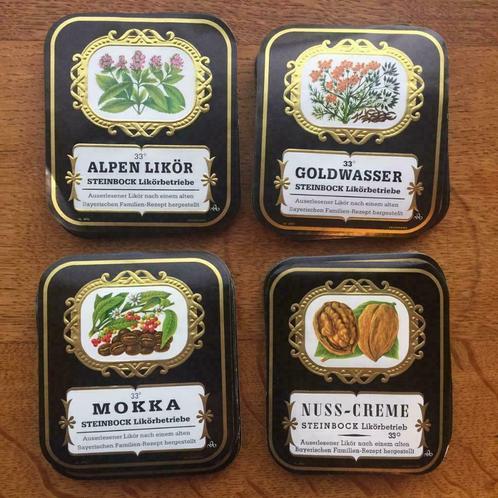 33°
ALPEN LIKÖR
STEINBOCK Likörbetriebe
Auserlesener Likör nach einem alten
Bayerischen Familien-Rezept hergestellt
33°
GOLDWASSER
STEINBOCK Likörbetriebe
Auserlesener Likör nach einem alten
Bayerischen Familien-Rezept hergestellt
33°
MOKKA
STEINBOCK Likörbetriebe
Auserlesener Likör nach einem alten
Bayerischen Familien-Rezept hergestellt
NUSS-CREME
STEINBOCK Likörbetrieb
33°
Auserlesener Likör nach einem alten
Bayerischen Familien-Rezept hergestellt